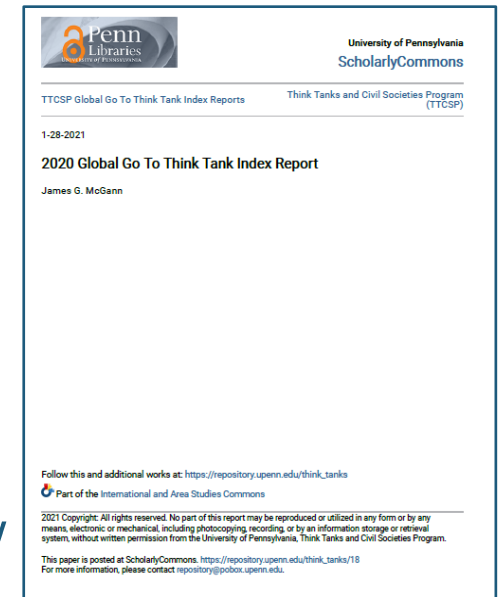 Penn
Libraries
UNIVERSITY OF PENNSYLVANIA
University of Pennsylvania
ScholarlyCommons
TTCSP Global Go To Think Tank Index Reports
Think Tanks and Civil Societies Program
(TTCSP)
1-28-2021
2020 Global Go To Think Tank Index Report
James G. McGann
Follow this and additional works at: https://repository.upenn.edu/think_tanks
Part of the International and Area Studies Commons
2021 Copyright: All rights reserved. No part of this report may be reproduced or utilized in any form or by any
means, electronic or mechanical, including photocopying, recording, or by an information storage or retrieval
system, without written permission from the University of Pennsylvania, Think Tanks and Civil Societies Program.
This paper is posted at ScholarlyCommons. https://repository.upenn.edu/think_tanks/18
For more information, please contact repository@pobox.upenn.edu.